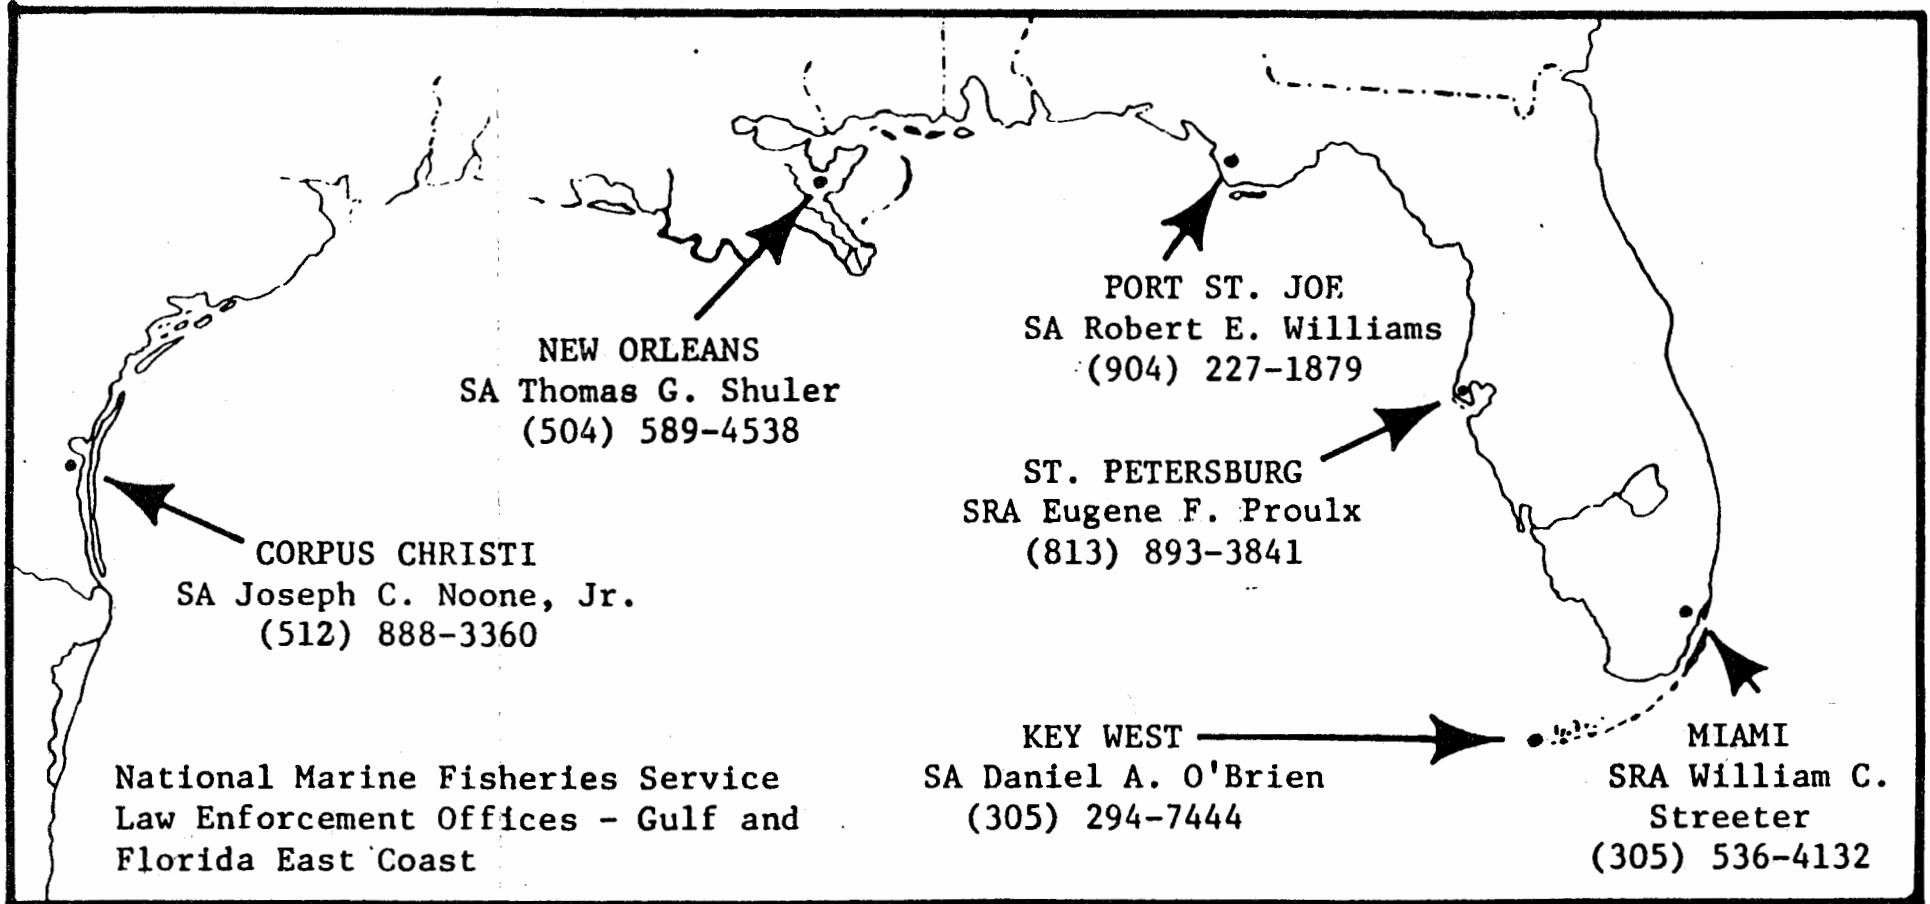 PORT ST. JOE
SA Robert E. Williams
(904) 227-1879
NEW ORLEANS
SA Thomas G. Shuler
(504) 589-4538
ST. PETERSBURG
SRA Eugene F. Proulx
(813) 893-3841
CORPUS CHRISTI
SA Joseph C. Noone, Jr.
(512) 888-3360
KEY WEST
SA Daniel A. O'Brien
(305) 294-7444
MIAMI
SRA William C.
Streeter
(305) 536-4132
National Marine Fisheries Service
Law Enforcement Offices - Gulf and
Florida East Coast